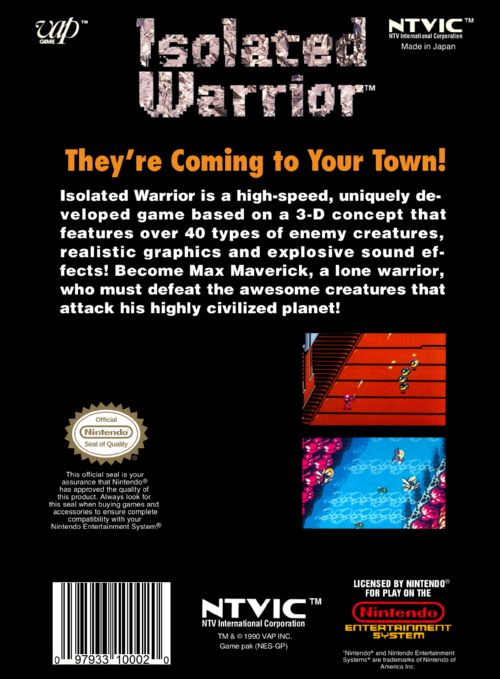 vap™
GAME
NTVIC™
NTV International Corporation
Made in Japan
Isolated
Warrior™
They're Coming to Your Town!
Isolated Warrior is a high-speed, uniquely de-
veloped game based on a 3-D concept that
features over 40 types of enemy creatures,
realistic graphics and explosive sound ef-
fects! Become Max Maverick, a lone warrior,
who must defeat the awesome creatures that
attack his highly civilized planet!
Official
Nintendo
Seal of Quality
This official seal is your
assurance that Nintendo®
has approved the quality of
this product. Always look for
this seal when buying games and
accessories to ensure complete
compatibility with your
Nintendo Entertainment System®
0 97933 10002 0
NTVIC™
NTV International Corporation
TM & © 1990 VAP INC.
Game pak (NES-GP)
LICENSED BY NINTENDO®
FOR PLAY ON THE
Nintendo
ENTERTAINMENT
SYSTEM
"Nintendo® and Nintendo Entertainment
Systems® are trademarks of Nintendo of
America Inc.